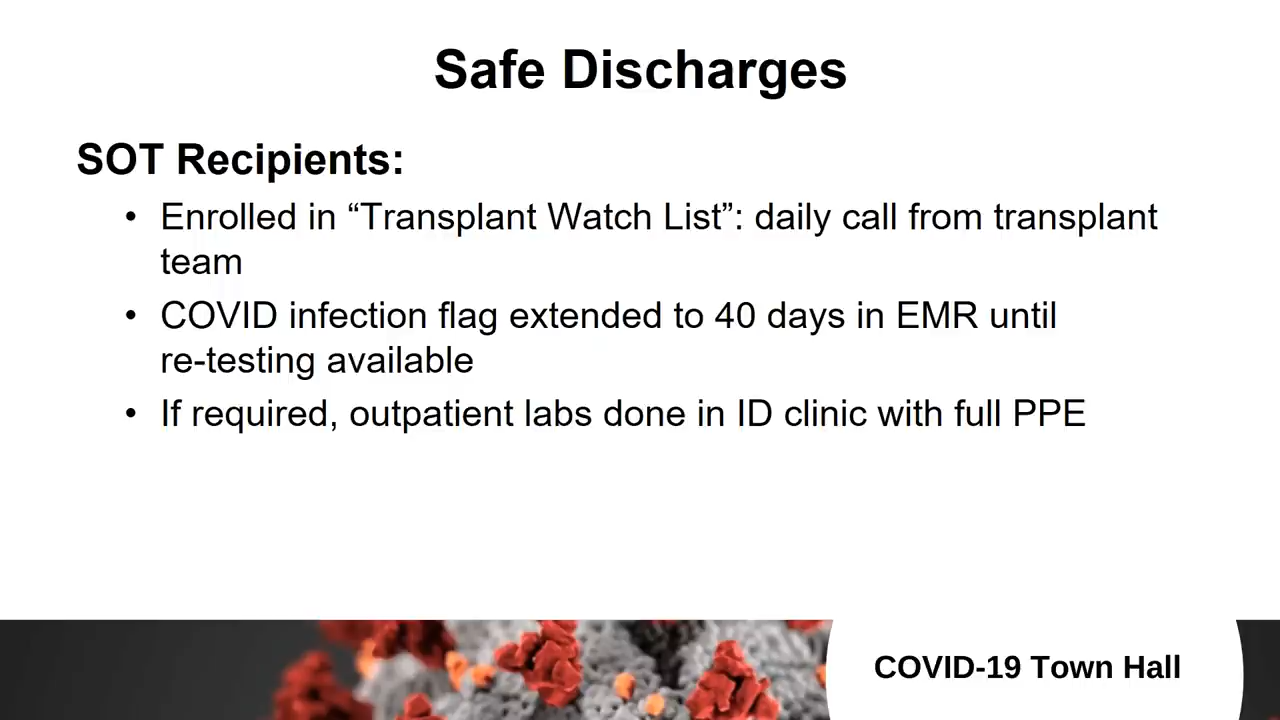 Safe Discharges
SOT Recipients:
• Enrolled in “Transplant Watch List”: daily call from transplant
team
• COVID infection flag extended to 40 days in EMR until
re-testing available
• If required, outpatient labs done in ID clinic with full PPE
COVID-19 Town Hall